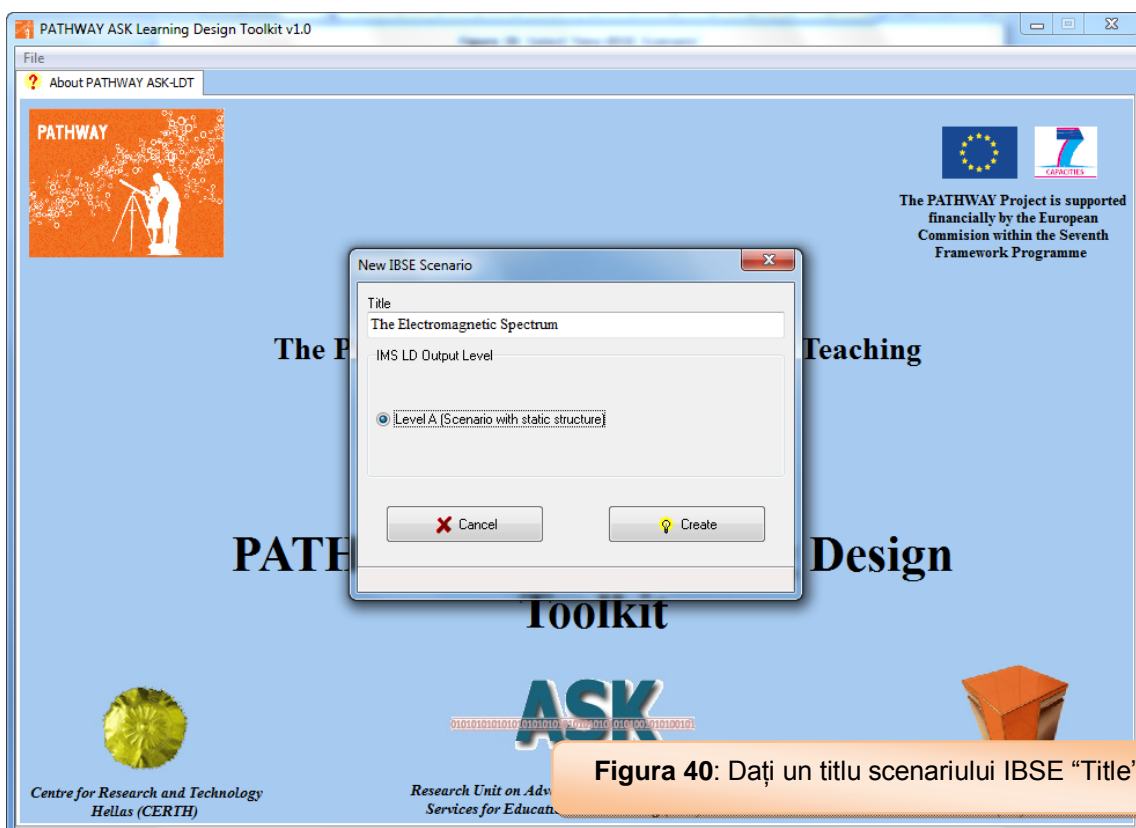 PATHWAY ASK Learning Design Toolkit v1.0
File
? About PATHWAY ASK-LDT
PATHWAY
7
CAPACITIES
The PATHWAY Project is supported
financially by the European
Commision within the Seventh
Framework Programme
New IBSE Scenario
Title
The Electromagnetic Spectrum
IMS LD Output Level
Level A (Scenario with static structure)
Cancel
Create
The
Teaching
Design
Toolkit
ASK
Figura 40: Dați un titlu scenariului IBSE “Title”
Centre for Research and Technology
Hellas (CERTH)
Research Unit on
Services for